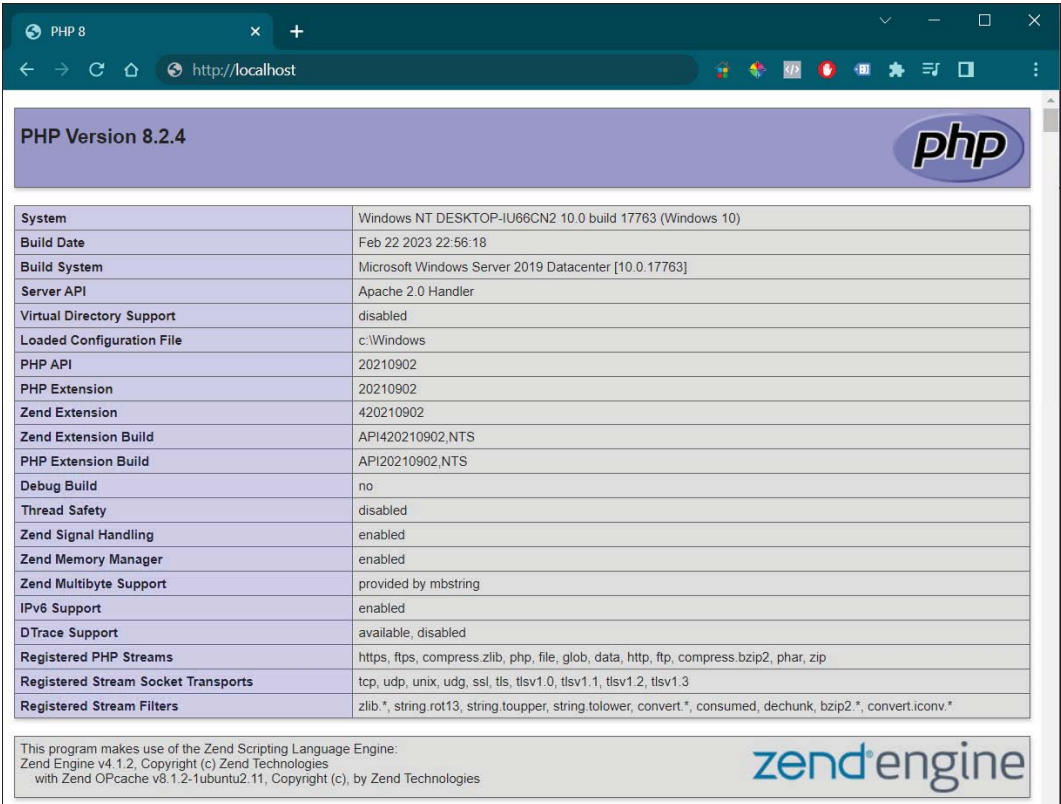 PHP 8
http://localhost
PHP Version 8.2.4
php
System Windows NT DESKTOP-IU66CN2 10.0 build 17763 (Windows 10)
Build Date Feb 22 2023 22:56:18
Build System Microsoft Windows Server 2019 Datacenter [10.0.17763]
Server API Apache 2.0 Handler
Virtual Directory Support disabled
Loaded Configuration File c:\Windows
PHP API 20210902
PHP Extension 20210902
Zend Extension 420210902
Zend Extension Build API420210902,NTS
PHP Extension Build API20210902,NTS
Debug Build no
Thread Safety disabled
Zend Signal Handling enabled
Zend Memory Manager enabled
Zend Multibyte Support provided by mbstring
IPv6 Support enabled
DTrace Support available, disabled
Registered PHP Streams https, ftps, compress.zlib, php, file, glob, data, http, ftp, compress.bzip2, phar, zip
Registered Stream Socket Transports tcp, udp, unix, udg, ssl, tls, tlsv1.0, tlsv1.1, tlsv1.2, tlsv1.3
Registered Stream Filters zlib.*, string.rot13, string.toupper, string.tolower, convert.*, consumed, dechunk, bzip2.*, convert.iconv.*
This program makes use of the Zend Scripting Language Engine:
Zend Engine v4.1.2, Copyright (c) Zend Technologies
with Zend OPcache v8.1.2-1ubuntu2.11, Copyright (c), by Zend Technologies
zend engine